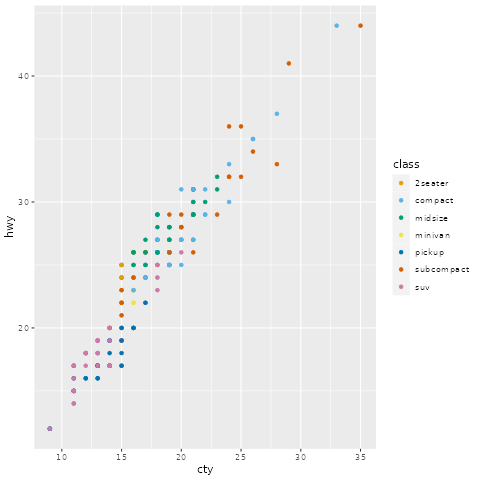 40
30
20
hwy
10
15
20
25
30
35
cty
class
2seater
compact
midsize
minivan
pickup
subcompact
suv